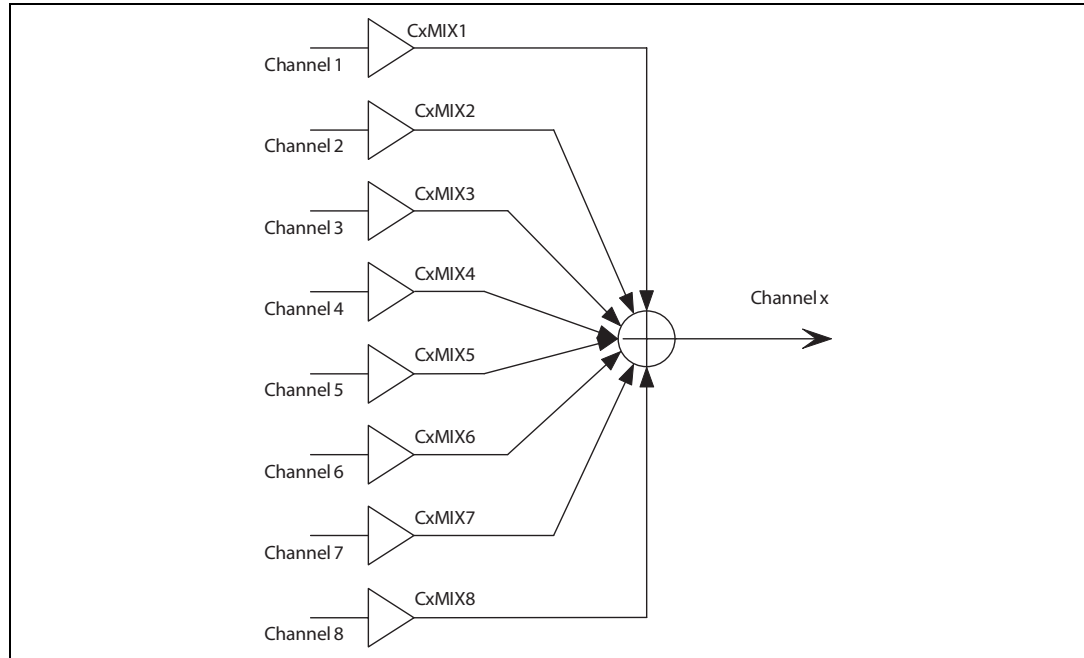 CxMIX1
Channel 1
CxMIX2
Channel 2
CxMIX3
Channel 3
CxMIX4
Channel 4
Channel x
CxMIX5
Channel 5
CxMIX6
Channel 6
CxMIX7
Channel 7
CxMIX8
Channel 8